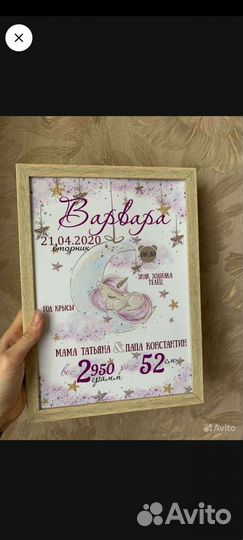 Варвара
21.04.2020
вторник
06:50
знак зодиака
телец
год крысы
мама Татьяна & папа Константин
вес 2950 грамм рост 52 см
Avito
Avito